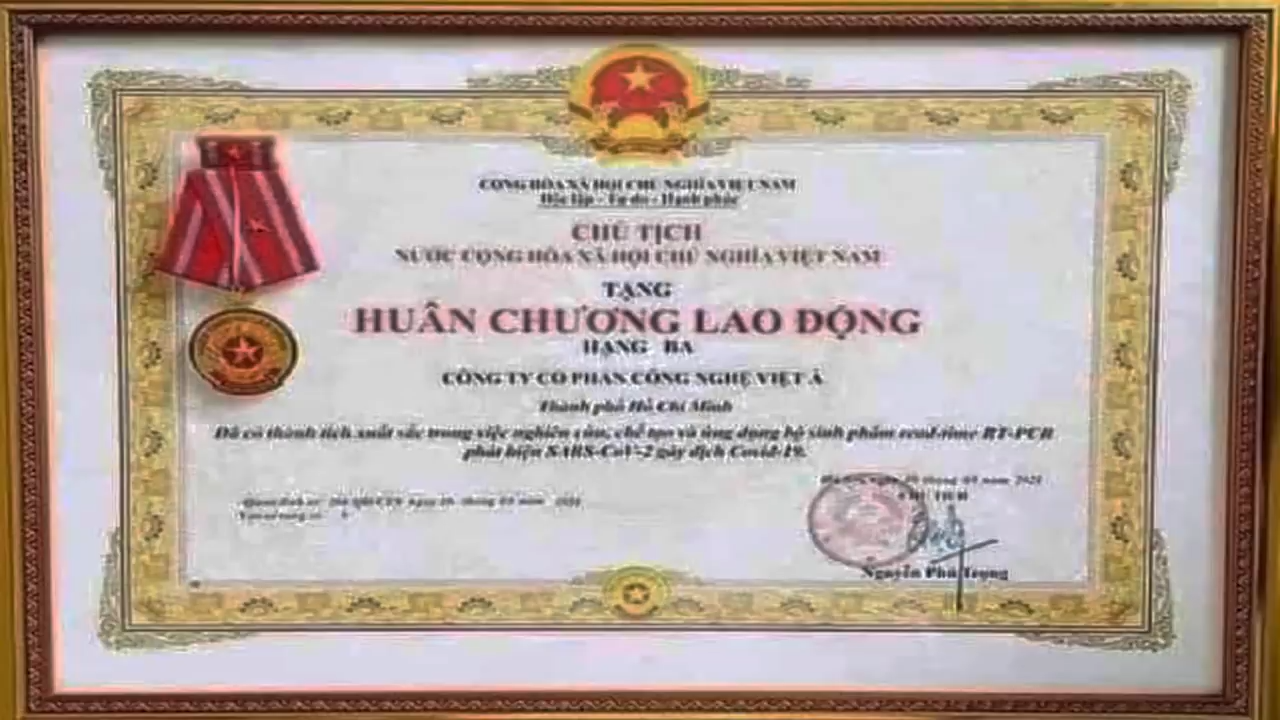 CỘNG HÒA XÃ HỘI CHỦ NGHĨA VIỆT NAM
Độc lập - Tự do - Hạnh phúc
CHỦ TỊCH
NƯỚC CỘNG HÒA XÃ HỘI CHỦ NGHĨA VIỆT NAM
TẶNG
HUÂN CHƯƠNG LAO ĐỘNG
HẠNG BA
CÔNG TY CỔ PHẦN CÔNG NGHỆ VIỆT Á
Thành phố Hồ Chí Minh
Đã có thành tích xuất sắc trong việc nghiên cứu, chế tạo và ứng dụng bộ sinh phẩm real-time RT-PCR
phát hiện SARS-CoV-2 gây dịch Covid-19.
CHỦ TỊCH
Nguyễn Phú Trọng